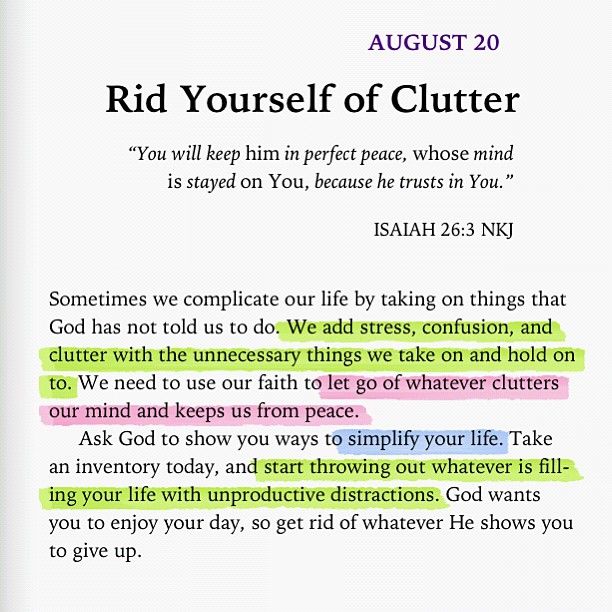 AUGUST 20
Rid Yourself of Clutter
“You will keep him in perfect peace, whose mind
is stayed on You, because he trusts in You.”
ISAIAH 26:3 NKJ
Sometimes we complicate our life by taking on things that
God has not told us to do. We add stress, confusion, and
clutter with the unnecessary things we take on and hold on
to. We need to use our faith to let go of whatever clutters
our mind and keeps us from peace.
Ask God to show you ways to simplify your life. Take
an inventory today, and start throwing out whatever is fill-
ing your life with unproductive distractions. God wants
you to enjoy your day, so get rid of whatever He shows you
to give up.